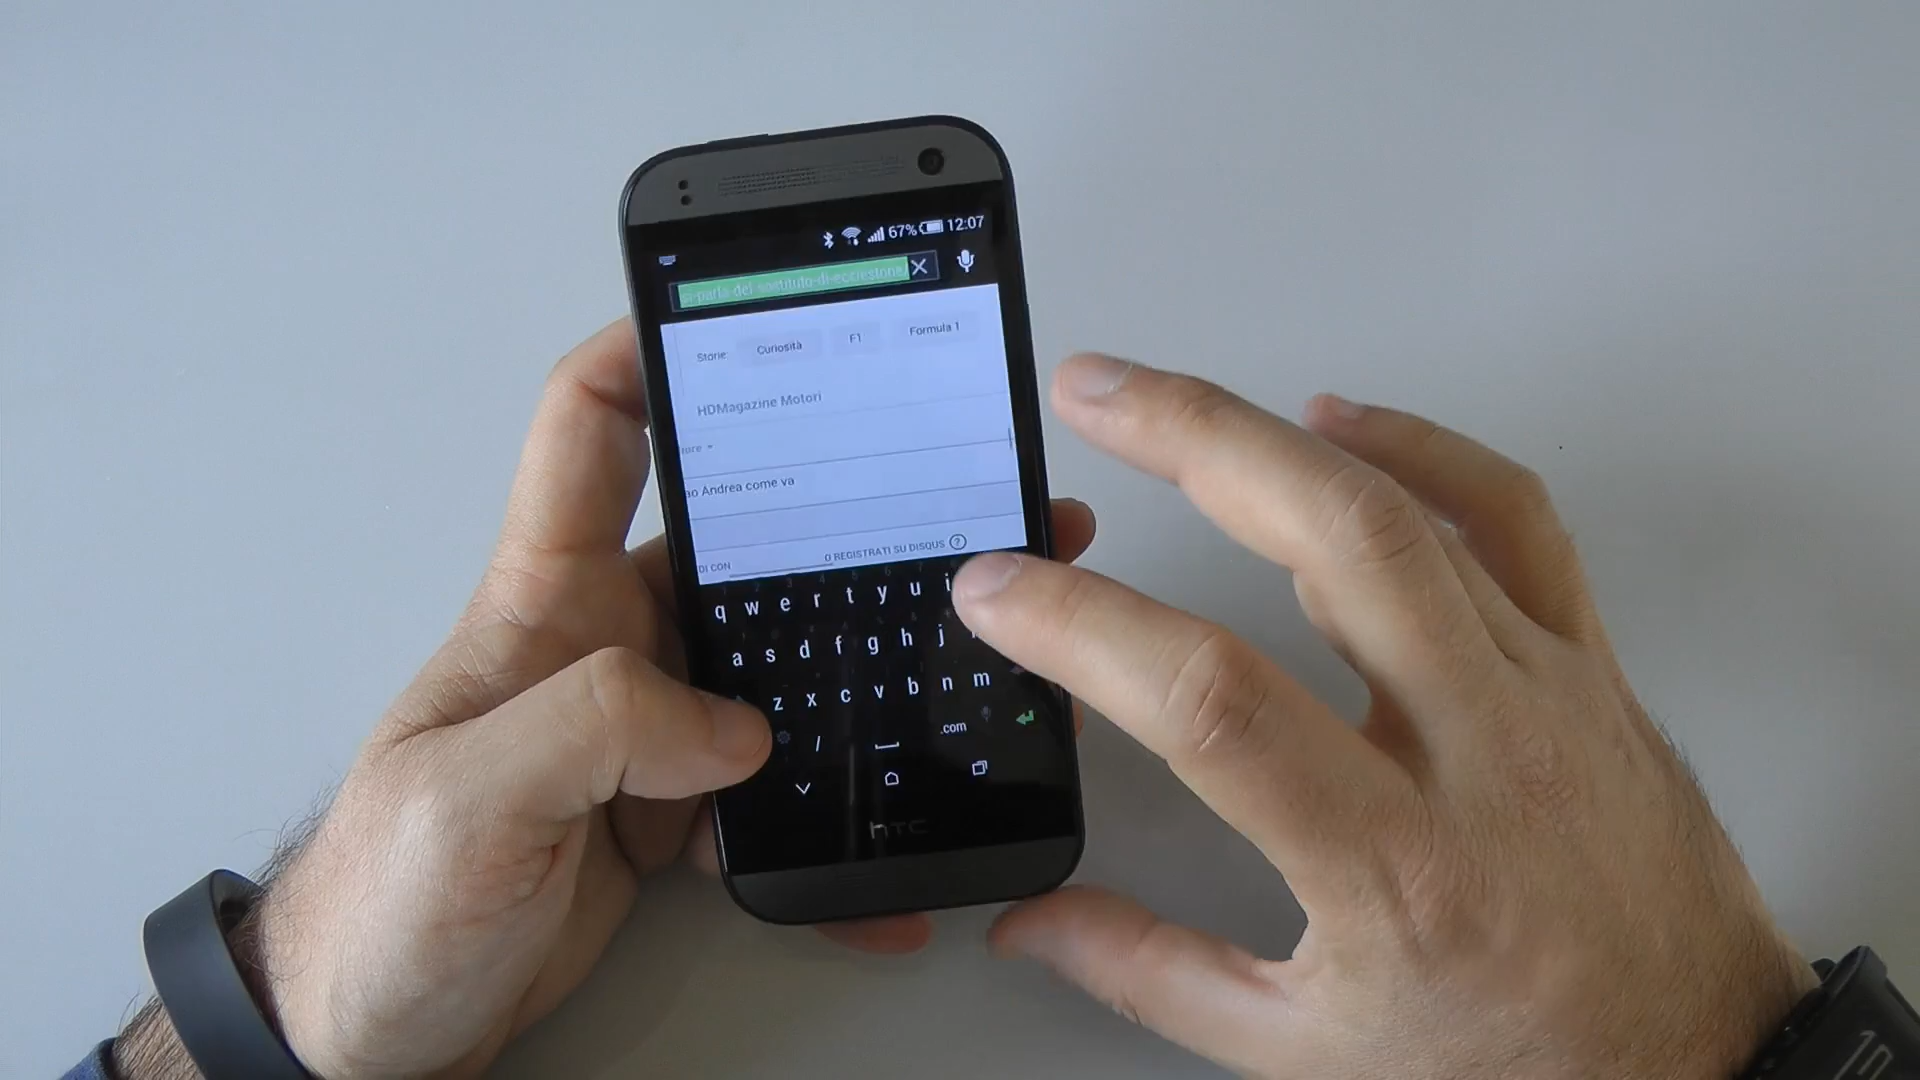 67% 12:07
si-parla-del-sostituto-di-ecclestone/
Storie: Curiosità F1 Formula 1
HDMagazine Motori
ao Andrea come va
DI CON O REGISTRATI SU DISQUS ?
q w e r t y u i
a s d f g h j
z x c v b n m
/ .com
hTC